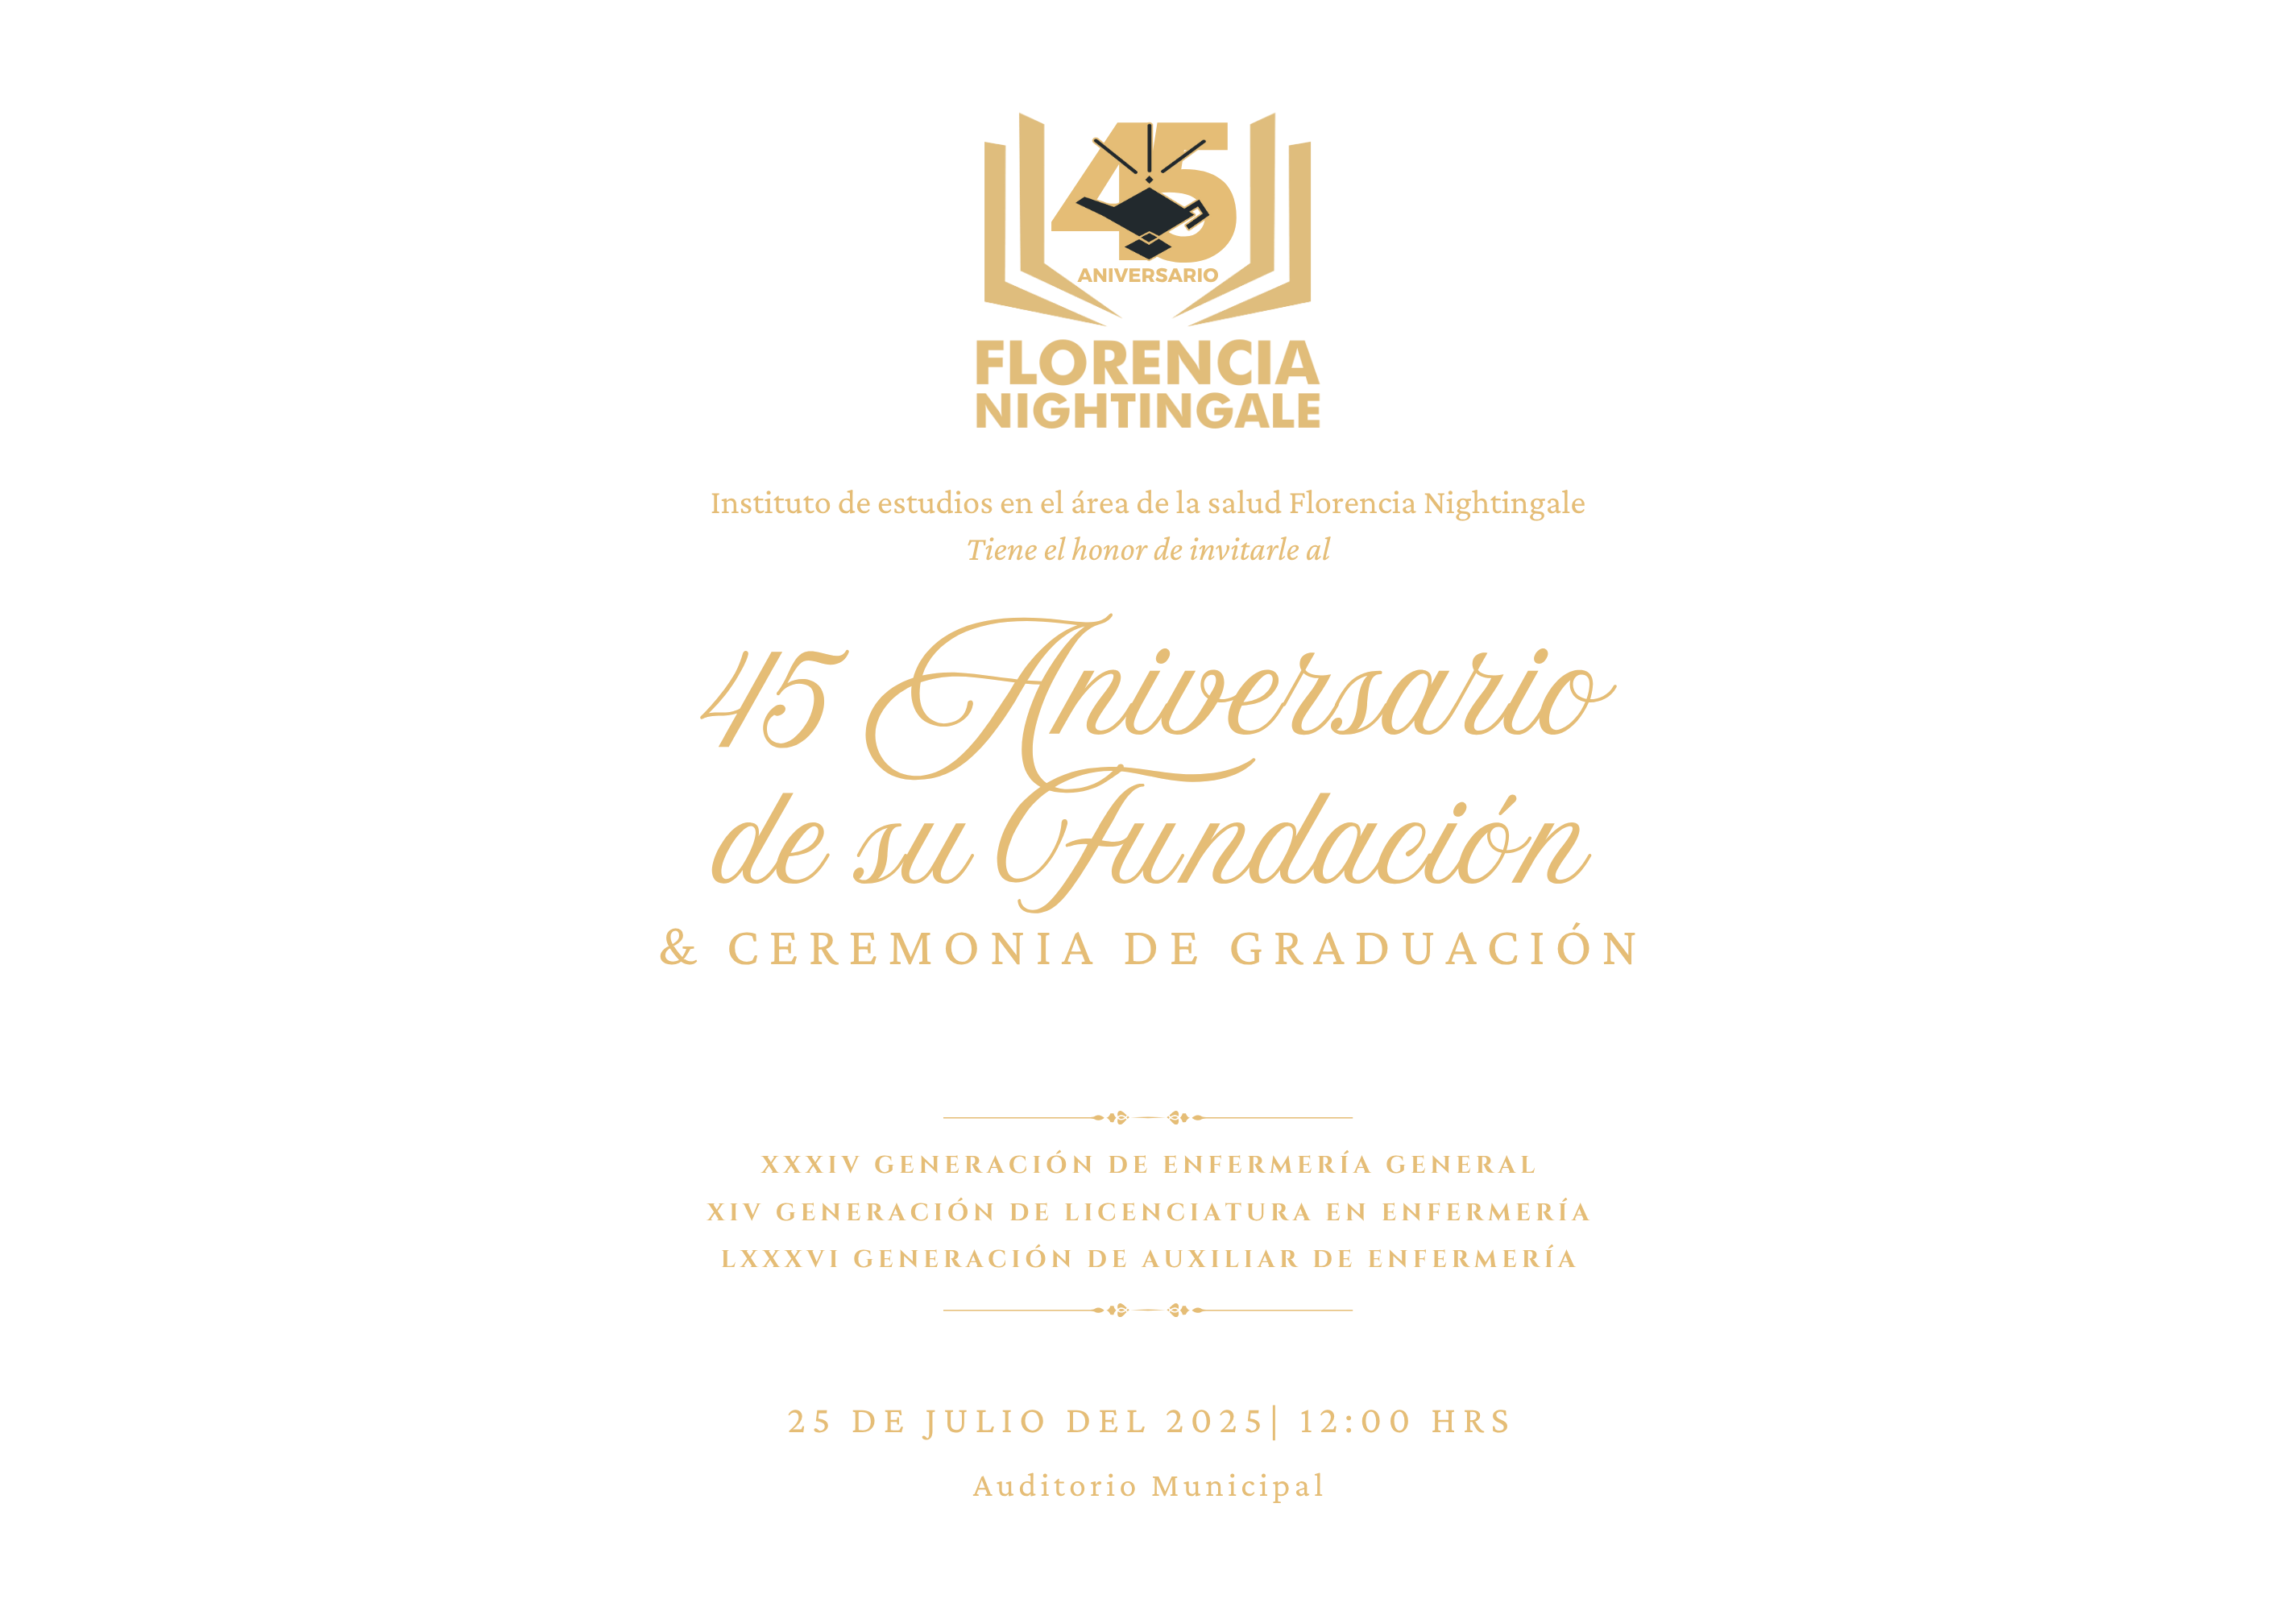 45
ANIVERSARIO
FLORENCIA
NIGHTINGALE
Instituto de estudios en el área de la salud Florencia Nightingale
Tiene el honor de invitarle al
45 Aniversario
de su Fundación
& CEREMONIA DE GRADUACIÓN
XXXIV GENERACIÓN DE ENFERMERÍA GENERAL
XIV GENERACIÓN DE LICENCIATURA EN ENFERMERÍA
LXXXVI GENERACIÓN DE AUXILIAR DE ENFERMERÍA
25 DE JULIO DEL 2025| 12:00 HRS
Auditorio Municipal